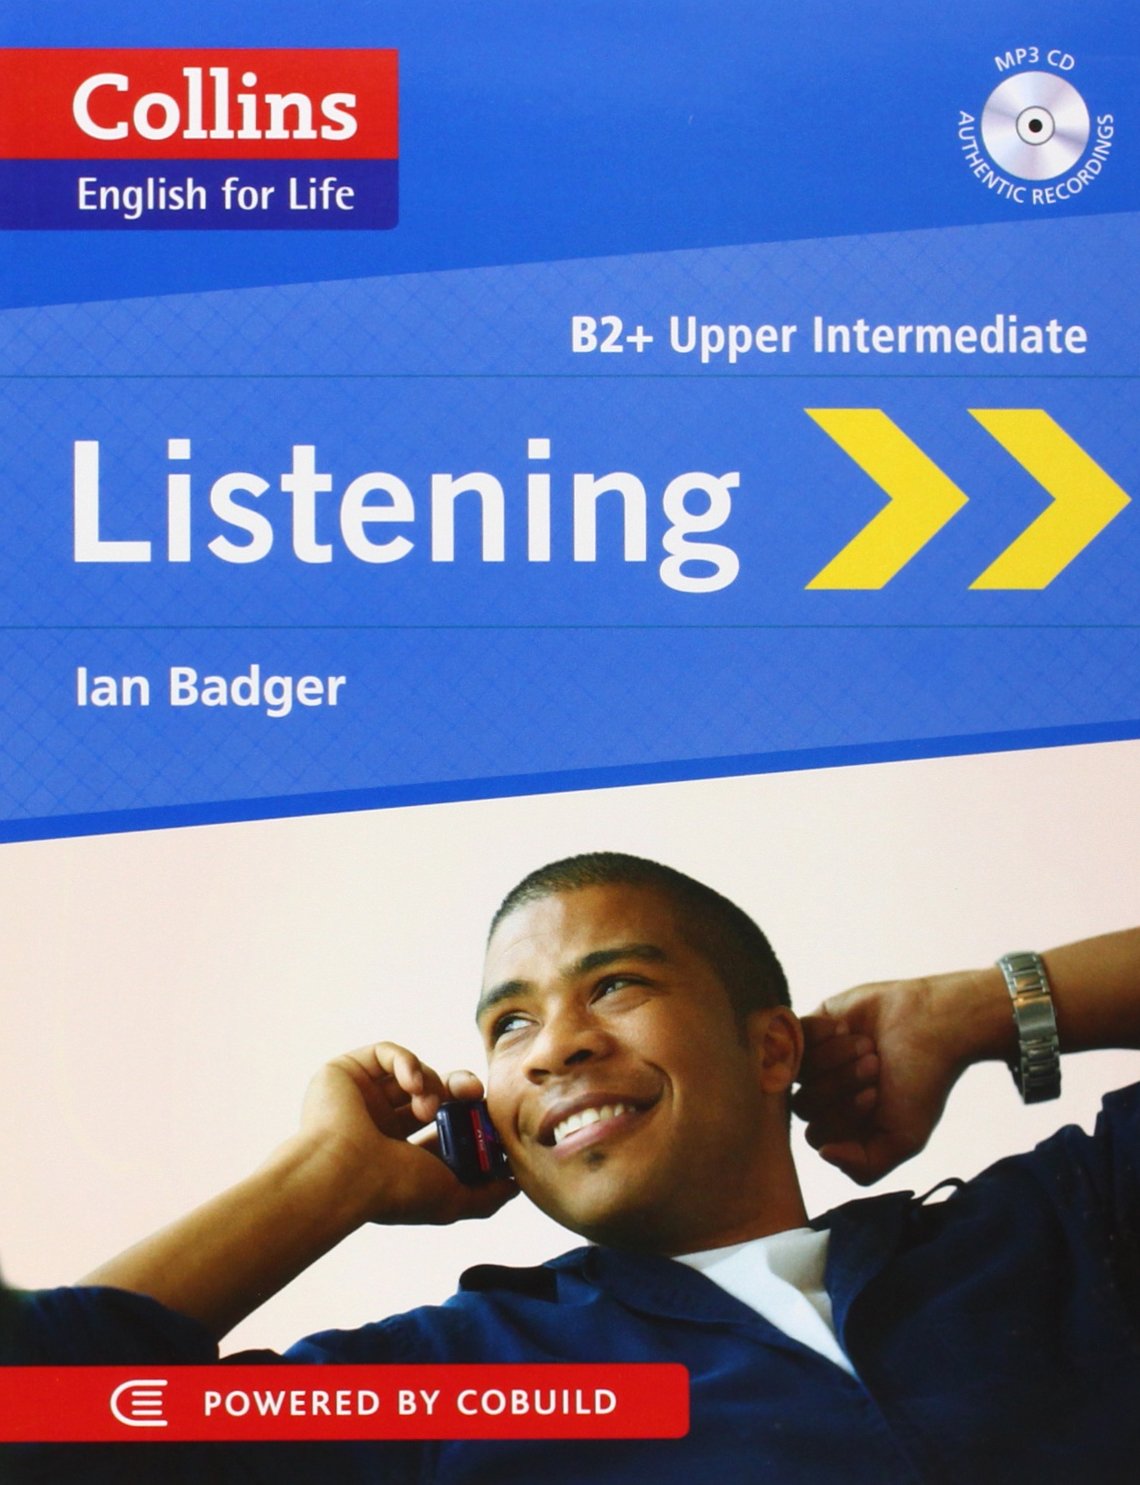 Collins
English for Life
MP3 CD
AUTHENTIC RECORDINGS
B2+ Upper Intermediate
Listening
Ian Badger
POWERED BY COBUILD